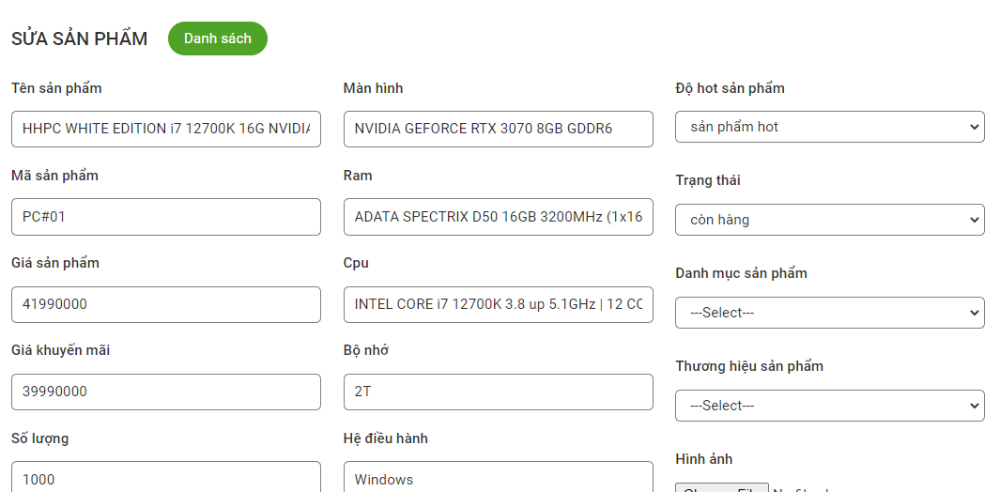 SỬA SẢN PHẨM
Danh sách
Tên sản phẩm
HHPC WHITE EDITION i7 12700K 16G NVIDIA
Mã sản phẩm
PC#01
Giá sản phẩm
41990000
Giá khuyến mãi
39990000
Số lượng
1000
Màn hình
NVIDIA GEFORCE RTX 3070 8GB GDDR6
Ram
ADATA SPECTRIX D50 16GB 3200MHz (1x16
Cpu
INTEL CORE i7 12700K 3.8 up 5.1GHz | 12 CO
Bộ nhớ
2T
Hệ điều hành
Windows
Độ hot sản phẩm
sản phẩm hot
Trạng thái
còn hàng
Danh mục sản phẩm
---Select---
Thương hiệu sản phẩm
---Select---
Hình ảnh